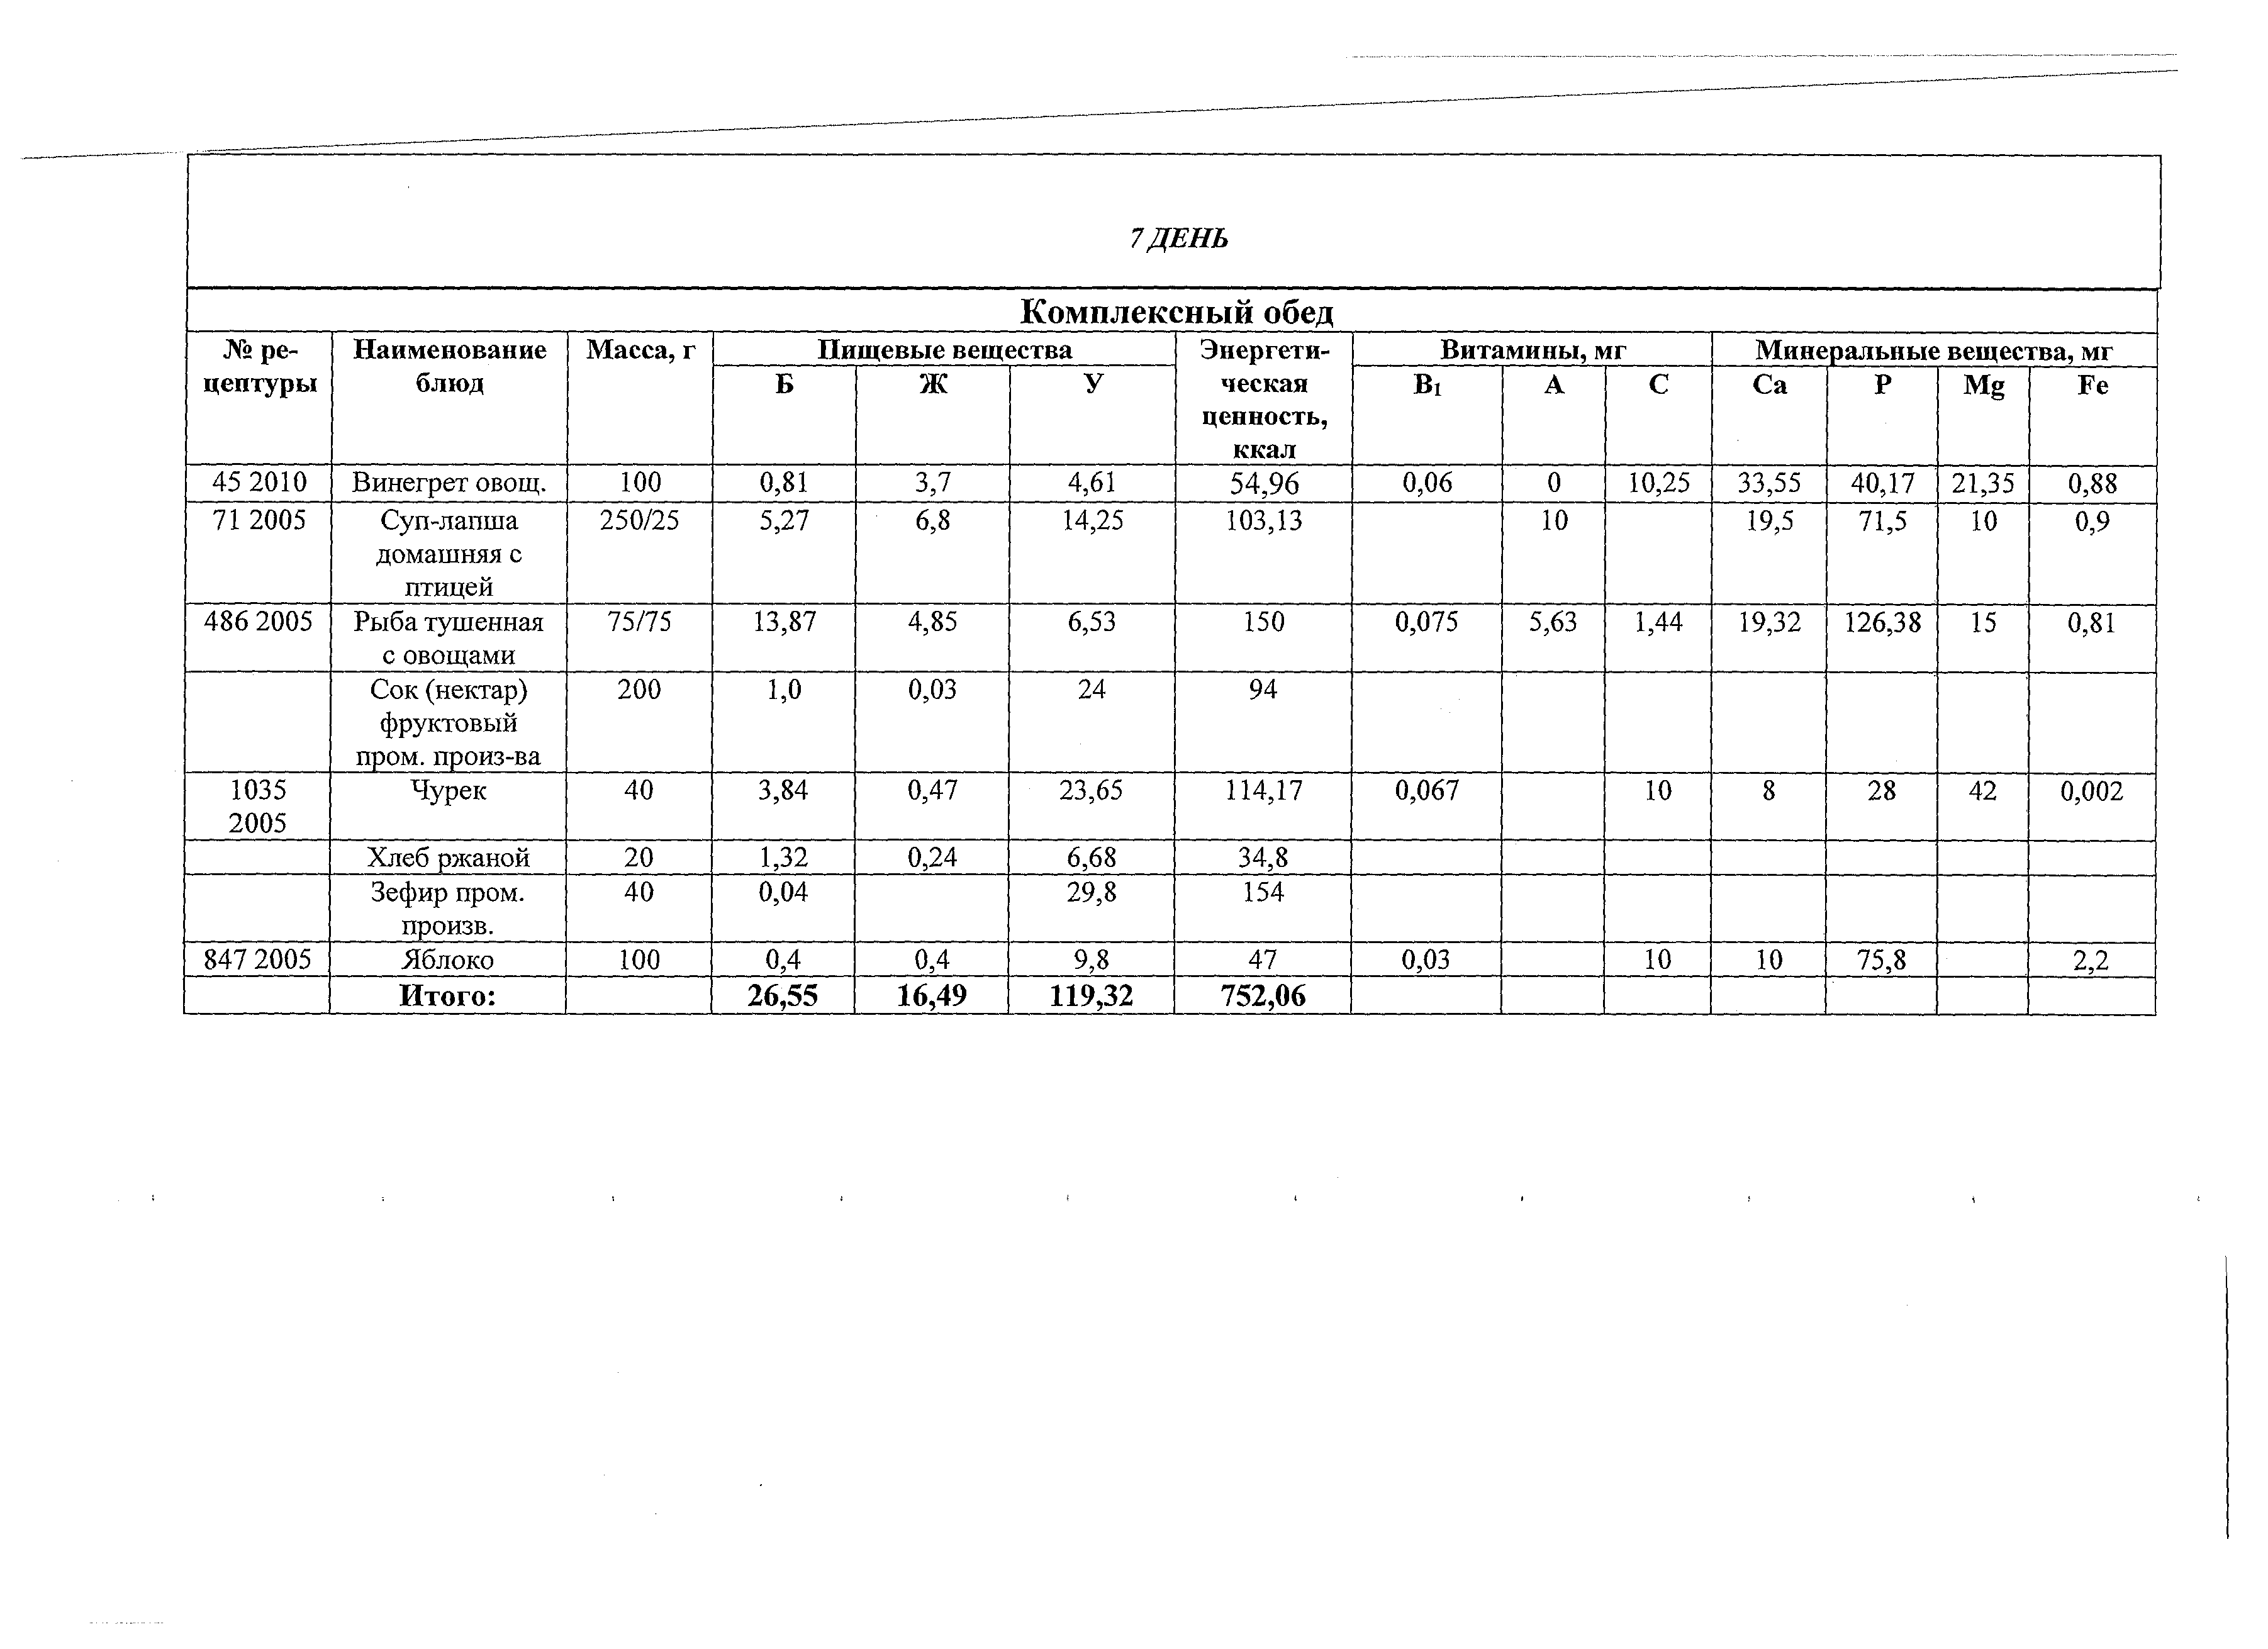 7 ДЕНЬ
Комплексный обед
№ ре-
цептуры
Наименование
блюд
Масса, г
Пищевые вещества
Б Ж У
Энергети-
ческая
ценность,
ккал
Витамины, мг
B1 A C
Минеральные вещества, мг
Ca P Mg Fe
45 2010 Винегрет овощ. 100 0,81 3,7 4,61 54,96 0,06 0 10,25 33,55 40,17 21,35 0,88
71 2005 Суп-лапша 250/25 5,27 6,8 14,25 103,13 10 19,5 71,5 10 0,9
домашняя с
птицей
486 2005 Рыба тушенная 75/75 13,87 4,85 6,53 150 0,075 5,63 1,44 19,32 126,38 15 0,81
с овощами
Сок (нектар) 200 1,0 0,03 24 94
фруктовый
пром. произ-ва
1035 Чурек 40 3,84 0,47 23,65 114,17 0,067 10 8 28 42 0,002
2005
Хлеб ржаной 20 1,32 0,24 6,68 34,8
Зефир пром. 40 0,04 29,8 154
произв.
847 2005 Яблоко 100 0,4 0,4 9,8 47 0,03 10 10 75,8 2,2
Итого: 26,55 16,49 119,32 752,06